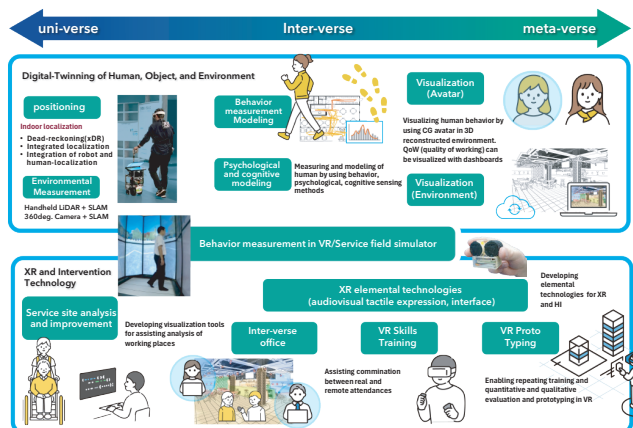 uni-verse
Inter-verse
meta-verse
Digital-Twinning of Human, Object, and Environment
positioning
Indoor localization
• Dead-reckoning(xDR)
• Integrated localization
• Integration of robot and
human-localization
Environmental
Measurement
Handheld LiDAR + SLAM
360deg. Camera + SLAM
Behavior
measurement
Modeling
Psychological
and cognitive
modeling
Measuring and modeling of
human by using behavior,
psychological, cognitive sensing
methods
Visualization
(Avatar)
Visualizing human behavior by
using CG avatar in 3D
reconstructed environment.
QoW (quality of working) can
be visualized with dashboards
Visualization
(Environment)
Behavior measurement in VR/Service field simulator
XR and Intervention
Technology
Service site analysis
and improvement
Developing visualization tools
for assisting analysis of
working places
XR elemental technologies
(audiovisual tactile expression, interface)
Developing
elemental
technologies for XR
and HI
Inter-verse
office
Assisting commination
between real and
remote attendances
VR Skills
Training
VR Proto
Typing
Enabling repeating training and
quantitative and qualitative
evaluation and prototyping in VR